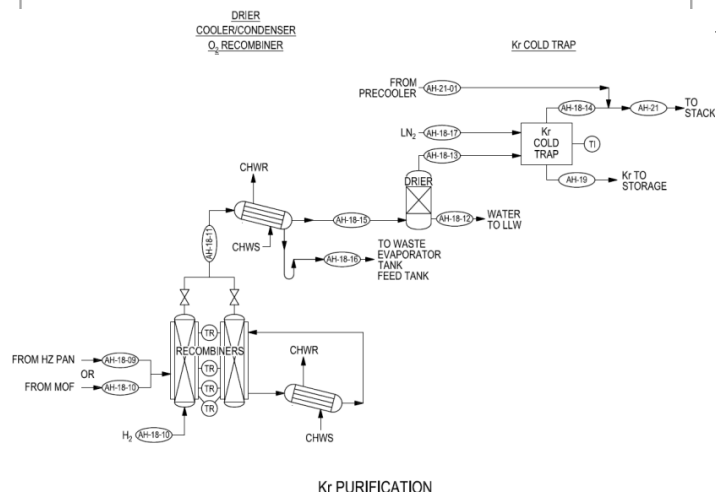 DRIER
COOLER/CONDENSER
O2 RECOMBINER
Kr COLD TRAP
FROM
PRECOOLER
AH-21-01
AH-18-14
AH-21
TO
STACK
LN2
AH-18-17
Kr
COLD
TRAP
TI
AH-18-13
AH-19
Kr TO
STORAGE
CHWR
DRIER
AH-18-15
AH-18-12
WATER
TO LLW
CHWS
AH-18-11
TO WASTE
EVAPORATOR
TANK
FEED TANK
AH-18-16
TR
RECOMBINERS
FROM HZ PAN
AH-18-09
OR
TR
FROM MOF
AH-18-10
TR
TR
CHWR
CHWS
H2
AH-18-10
Kr PURIFICATION